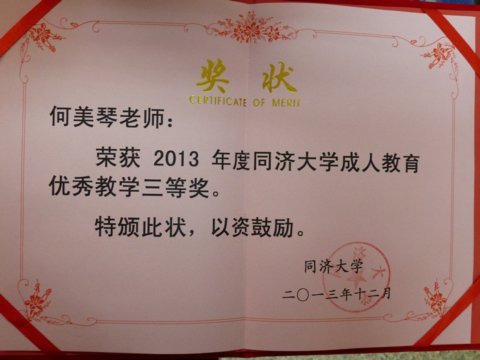 奖 状
CERTIFICATE OF MERIT
何美琴老师：
荣获 2013 年度同济大学成人教育
优秀教学三等奖。
特颁此状，以资鼓励。
同济大学
二〇一三年十二月